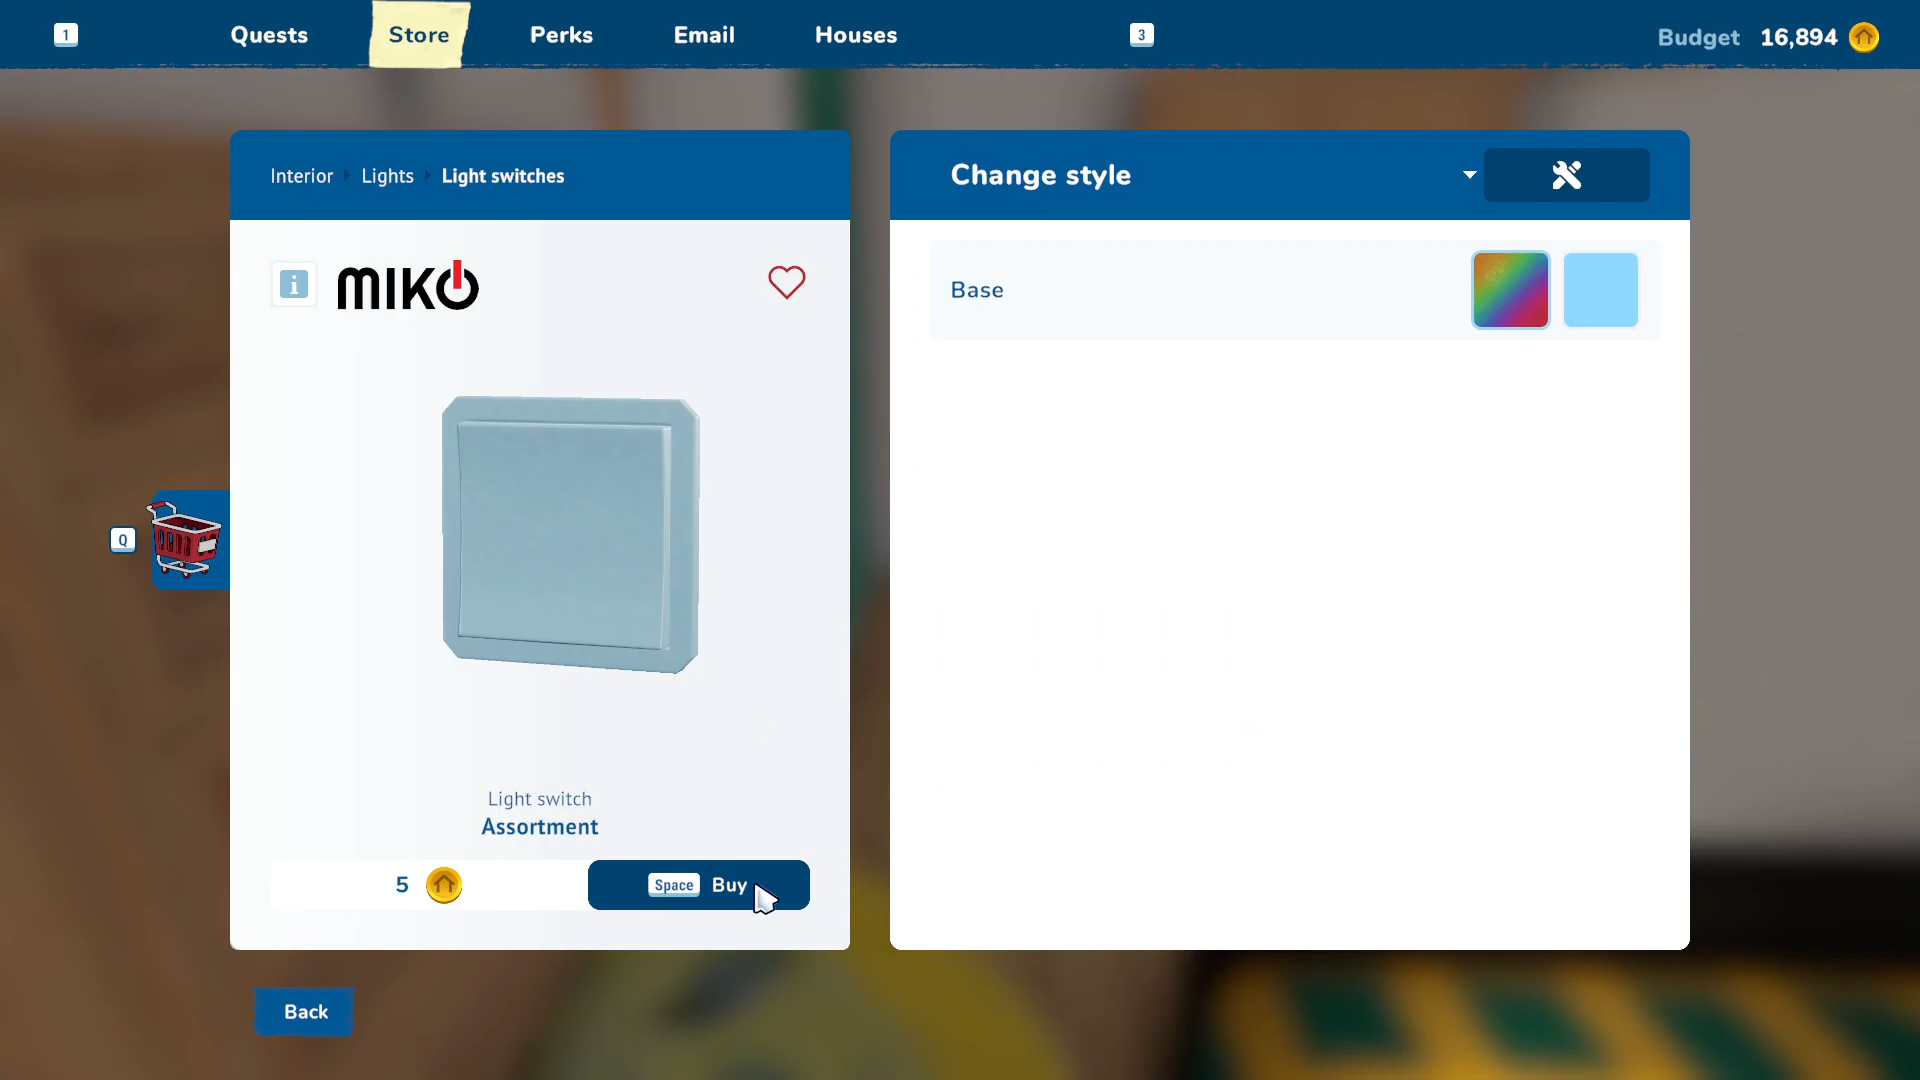 1
Quests
Store
Perks
Email
Houses
3
Budget 16,894
Interior Lights Light switches
i
MIKO
Q
Light switch
Assortment
5
Space Buy
Back
Change style
Base